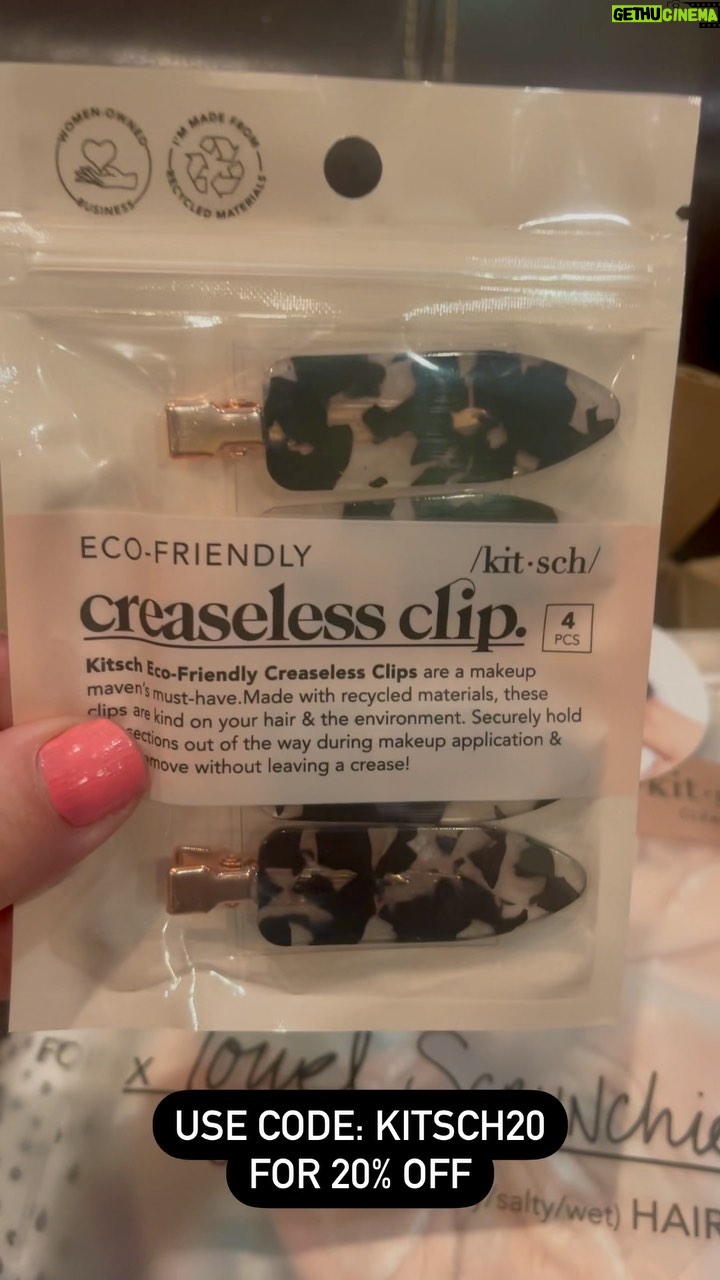 GETHUCINEMA
WOMEN-OWNED
BUSINESS
I'M MADE FROM
RECYCLED MATERIALS
ECO-FRIENDLY
/kit·sch/
creaseless clip.
4
PCS
Kitsch Eco-Friendly Creaseless Clips are a makeup
maven's must-have.Made with recycled materials, these
clips are kind on your hair & the environment. Securely hold
out of the way during makeup application &
without leaving a crease!
x Towel Scrunchie
USE CODE: KITSCH20
FOR 20% OFF
salty/wet) HAIR